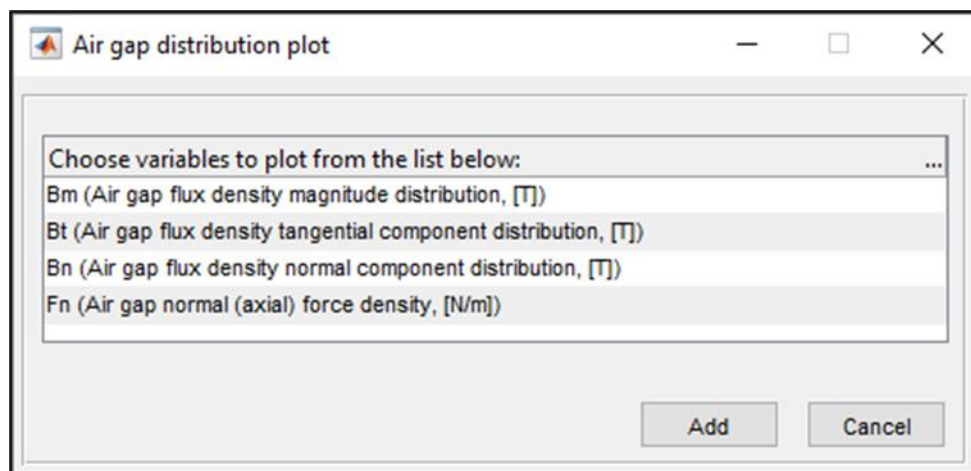 Air gap distribution plot
Choose variables to plot from the list below: ...
Bm (Air gap flux density magnitude distribution, [T])
Bt (Air gap flux density tangential component distribution, [T])
Bn (Air gap flux density normal component distribution, [T])
Fn (Air gap normal (axial) force density, [N/m])
Add Cancel